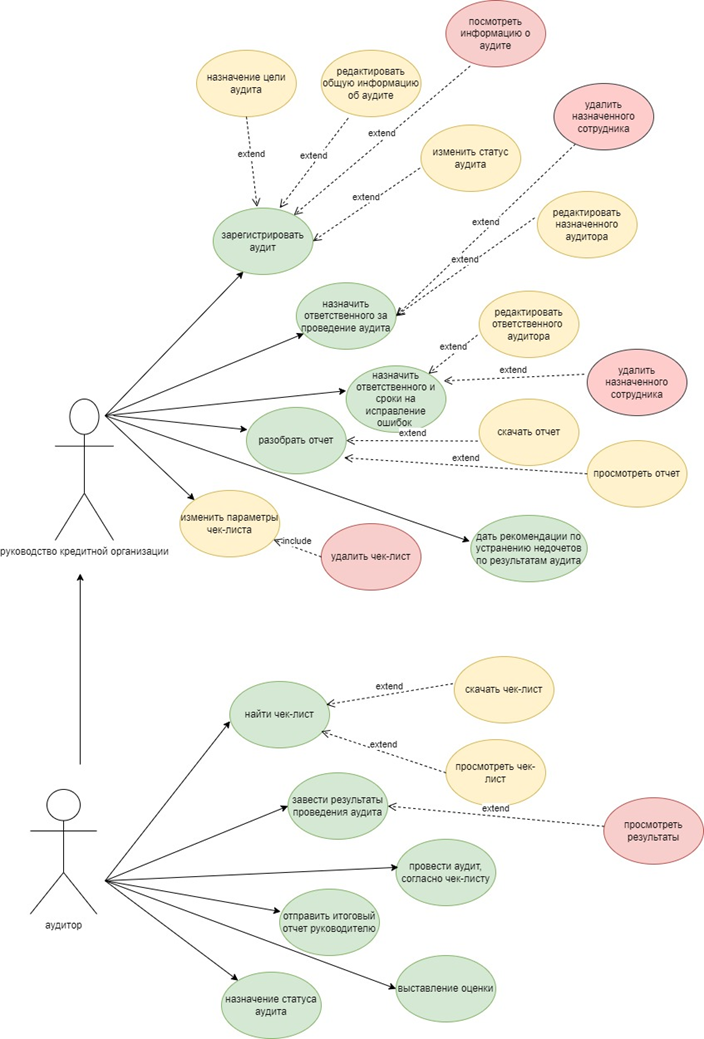 посмотреть
информацию о
аудите
назначение цели
аудита
редактировать
общую информацию
об аудите
удалить
назначенного
сотрудника
extend
extend
extend
extend
изменить статус
аудита
зарегистрировать
аудит
редактировать
назначенного
аудитора
extend
extend
назначить
ответственного за
проведение аудита
редактировать
ответственного
аудитора
extend
extend
удалить
назначенного
сотрудника
назначить
ответственного и
сроки на
исправление
ошибок
разобрать отчет
extend
скачать отчет
extend
просмотреть отчет
изменить параметры
чек-листа
include
удалить чек-лист
дать рекомендации по
устранению недочетов
по результатам аудита
руководство кредитной организации
найти чек-лист
extend
скачать чек-лист
extend
просмотреть чек-
лист
завести результаты
проведения аудита
extend
просмотреть
результаты
провести аудит,
согласно чек-листу
отправить итоговый
отчет руководителю
аудитор
выставление оценки
назначение статуса
аудита